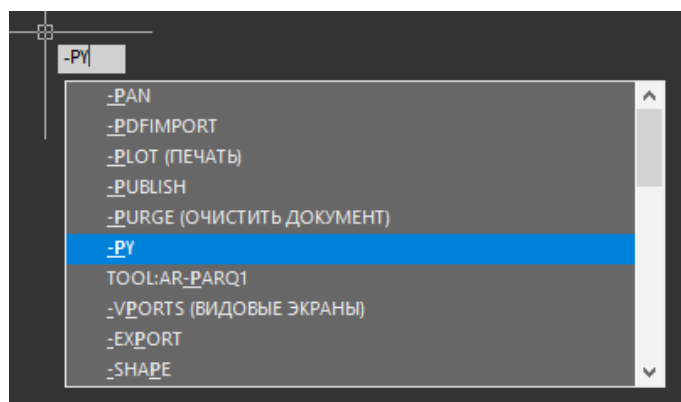 -PY
-PAN
-PDFIMPORT
-PLOT (ПЕЧАТЬ)
-PUBLISH
-PURGE (ОЧИСТИТЬ ДОКУМЕНТ)
-PY
TOOL:AR-PARQ1
-VPORTS (ВИДОВЫЕ ЭКРАНЫ)
-EXPORT
-SHAPE